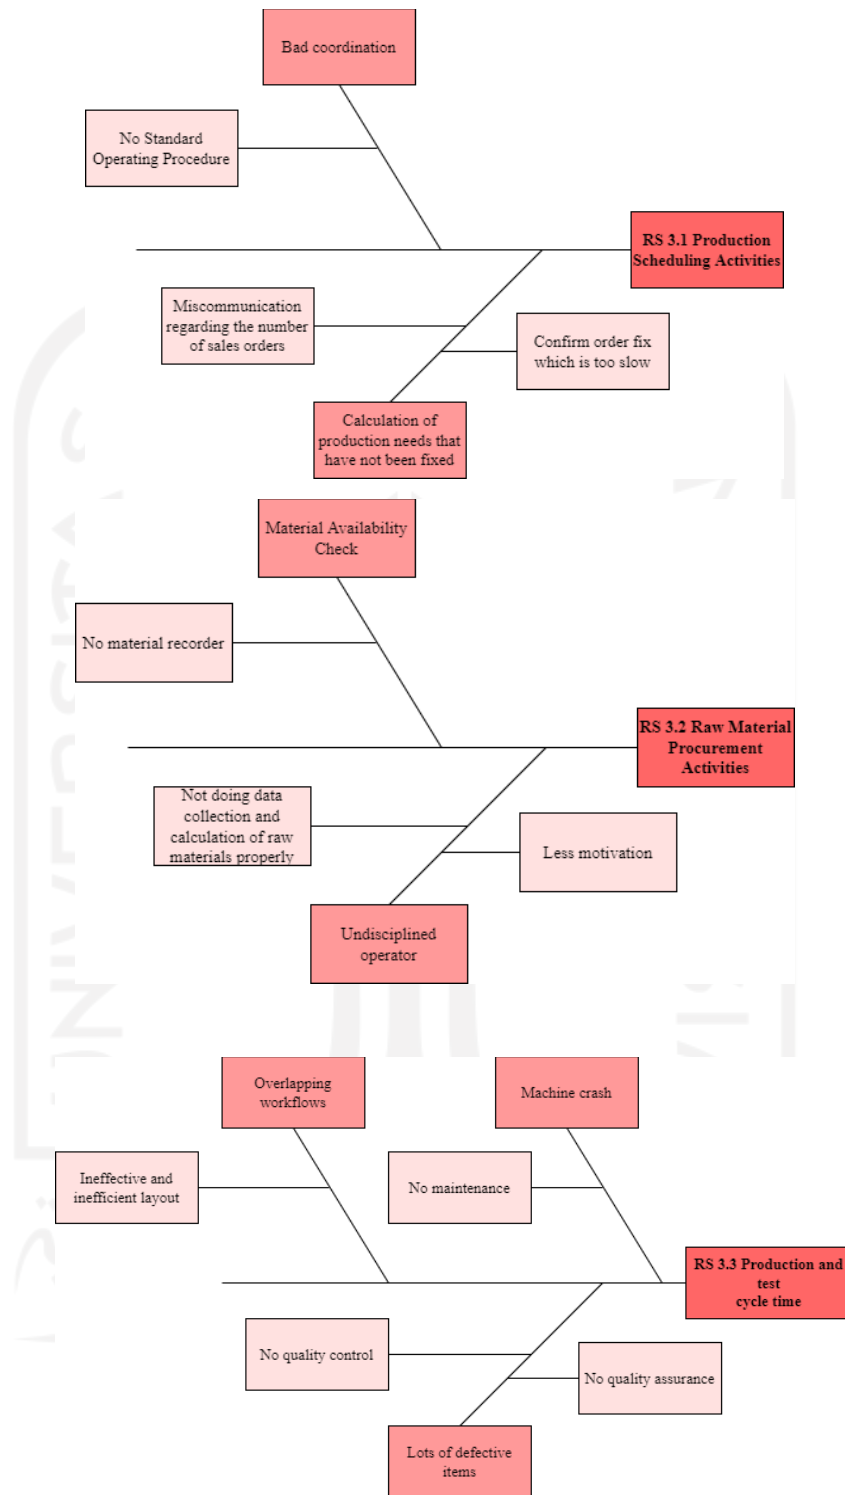 Bad coordination
No Standard
Operating Procedure
RS 3.1 Production
Scheduling Activities
Miscommunication
regarding the number
of sales orders
Confirm order fix
which is too slow
Calculation of
production needs that
have not been fixed
Material Availability
Check
No material recorder
RS 3.2 Raw Material
Procurement
Activities
Not doing data
collection and
calculation of raw
materials properly
Less motivation
Undisciplined
operator
Overlapping
workflows
Machine crash
Ineffective and
inefficient layout
No maintenance
RS 3.3 Production and
test
cycle time
No quality control
No quality assurance
Lots of defective
items